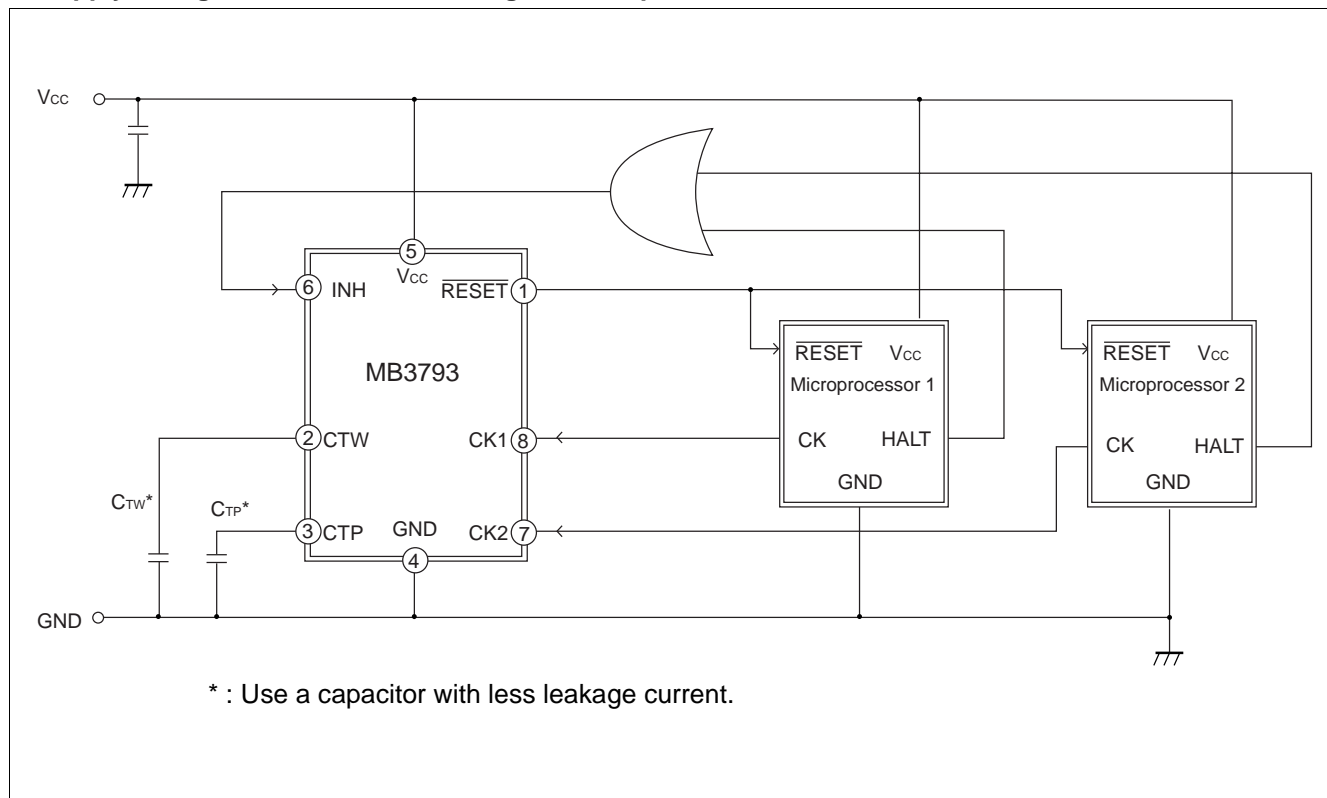 Vcc
5
Vcc
6 INH
RESET 1
MB3793
RESET Vcc
Microprocessor 1
RESET Vcc
Microprocessor 2
2 CTW
CK1 8
CK HALT
GND
CK HALT
GND
CTW*
CTP*
3 CTP
GND
4
CK2 7
GND
* : Use a capacitor with less leakage current.